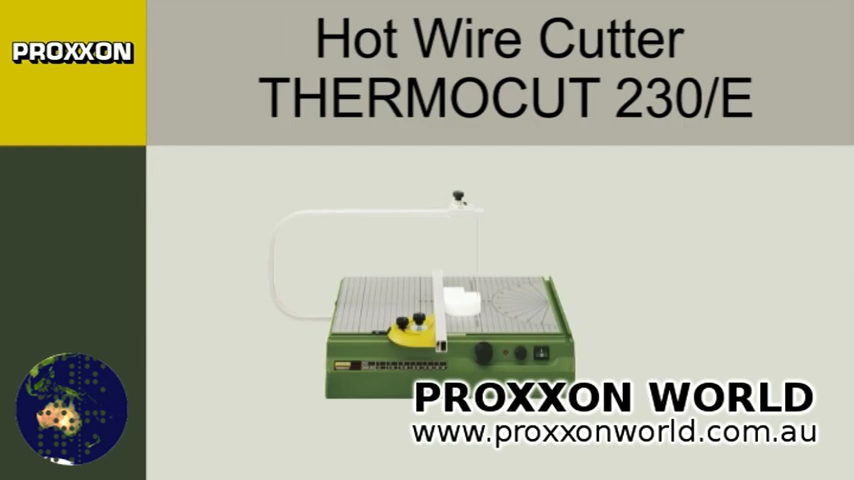 PROXXON
Hot Wire Cutter
THERMOCUT 230/E
PROXXON WORLD
www.proxxonworld.com.au